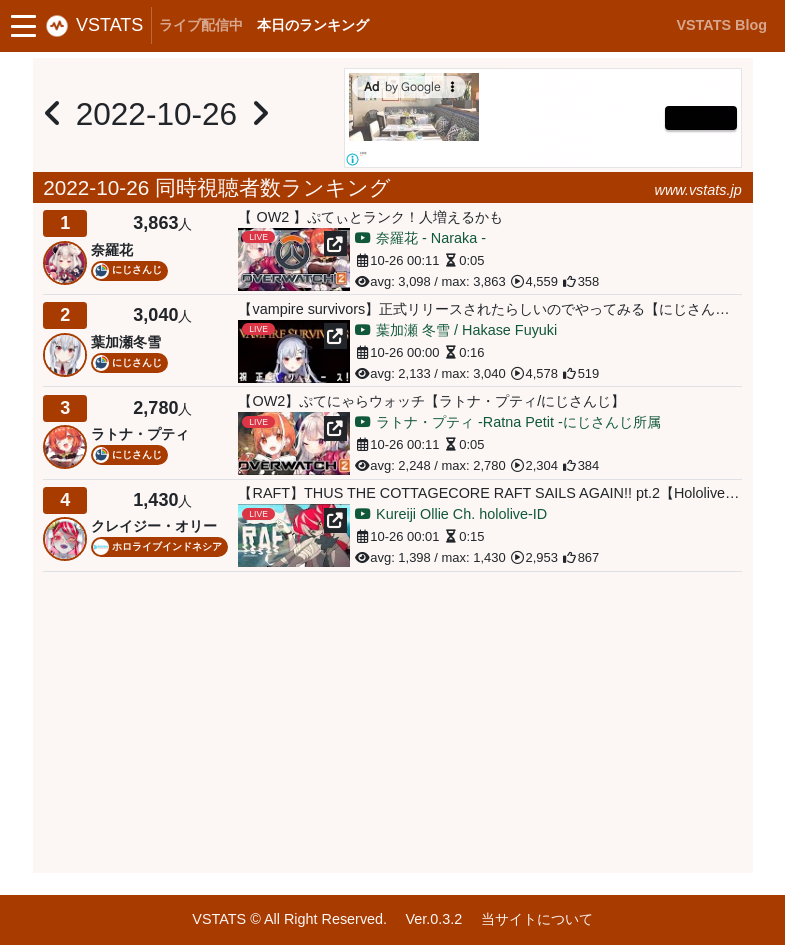 VSTATS ライブ配信中 本日のランキング VSTATS Blog
2022-10-26
Ad by Google
2022-10-26 同時視聴者数ランキング www.vstats.jp
1 3,863人
奈羅花
にじさんじ
【 OW2 】ぷてぃとランク！人増えるかも
LIVE
OVERWATCH 2
奈羅花 - Naraka -
10-26 00:11 0:05
avg: 3,098 / max: 3,863 4,559 358
2 3,040人
葉加瀬冬雪
にじさんじ
【vampire survivors】正式リリースされたらしいのでやってみる【にじさん…
LIVE
VAMPIRE SURVIVORS
祝 正式リリース!
葉加瀬 冬雪 / Hakase Fuyuki
10-26 00:00 0:16
avg: 2,133 / max: 3,040 4,578 519
3 2,780人
ラトナ・プティ
にじさんじ
【OW2】ぷてにゃらウォッチ【ラトナ・プティ/にじさんじ】
LIVE
OVERWATCH 2
ラトナ・プティ -Ratna Petit -にじさんじ所属
10-26 00:11 0:05
avg: 2,248 / max: 2,780 2,304 384
4 1,430人
クレイジー・オリー
ホロライブインドネシア
【RAFT】THUS THE COTTAGECORE RAFT SAILS AGAIN!! pt.2【Hololive…
LIVE
RAF
Kureiji Ollie Ch. hololive-ID
10-26 00:01 0:15
avg: 1,398 / max: 1,430 2,953 867
VSTATS © All Right Reserved. Ver.0.3.2 当サイトについて